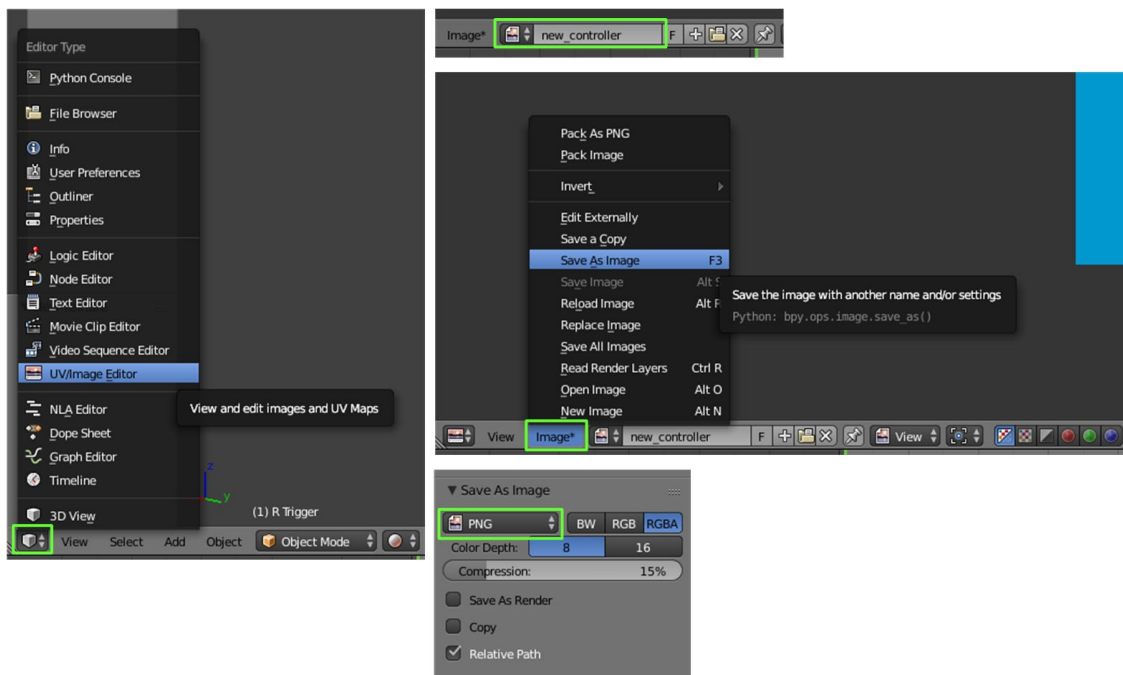 Editor Type
Python Console
File Browser
Info
User Preferences
Outliner
Properties
Logic Editor
Node Editor
Text Editor
Movie Clip Editor
Video Sequence Editor
UV/Image Editor
View and edit images and UV Maps
NLA Editor
Dope Sheet
Graph Editor
Timeline
3D View
z
y
(1) R Trigger
View Select Add Object Object Mode
Image* new_controller F
Pack As PNG
Pack Image
Invert
Edit Externally
Save a Copy
Save As Image F3
Save Image Alt S
Reload Image Alt R
Save the image with another name and/or settings
Python: bpy.ops.image.save_as()
Replace Image
Save All Images
Read Render Layers Ctrl R
Open Image Alt O
New Image Alt N
View Image* new_controller F View
Save As Image
PNG BW RGB RGBA
Color Depth: 8 16
Compression: 15%
Save As Render
Copy
Relative Path